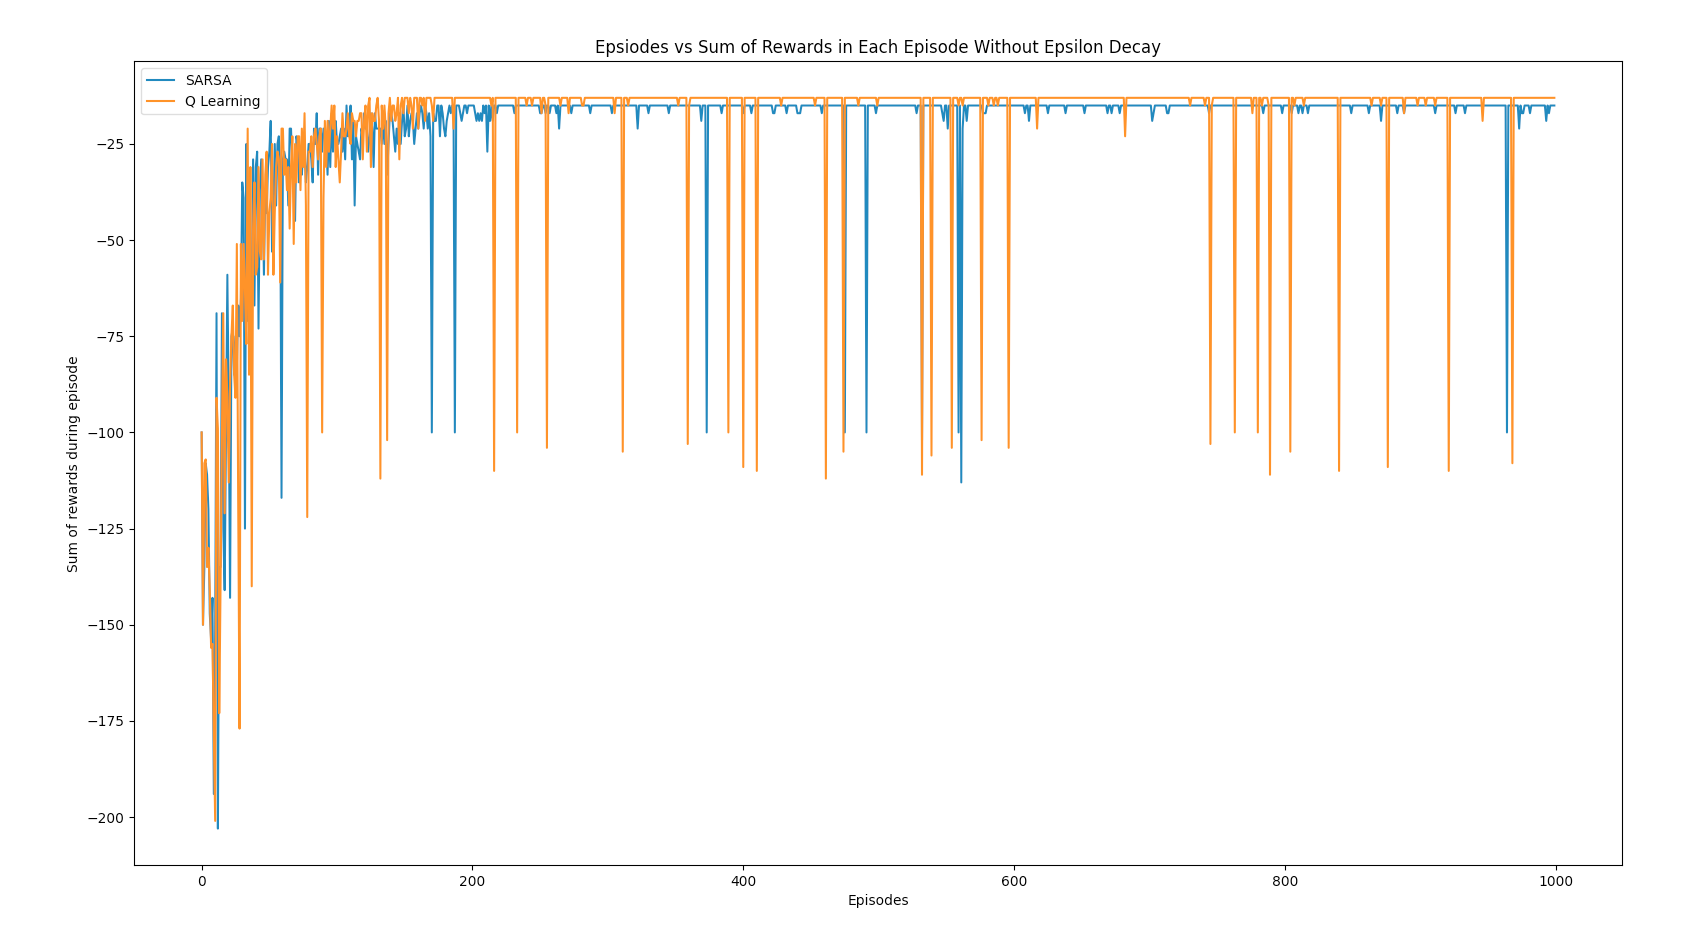 Epsiodes vs Sum of Rewards in Each Episode Without Epsilon Decay
SARSA
Q Learning
−25
−50
−75
−100
−125
−150
−175
−200
Sum of rewards during episode
0
200
400
600
800
1000
Episodes